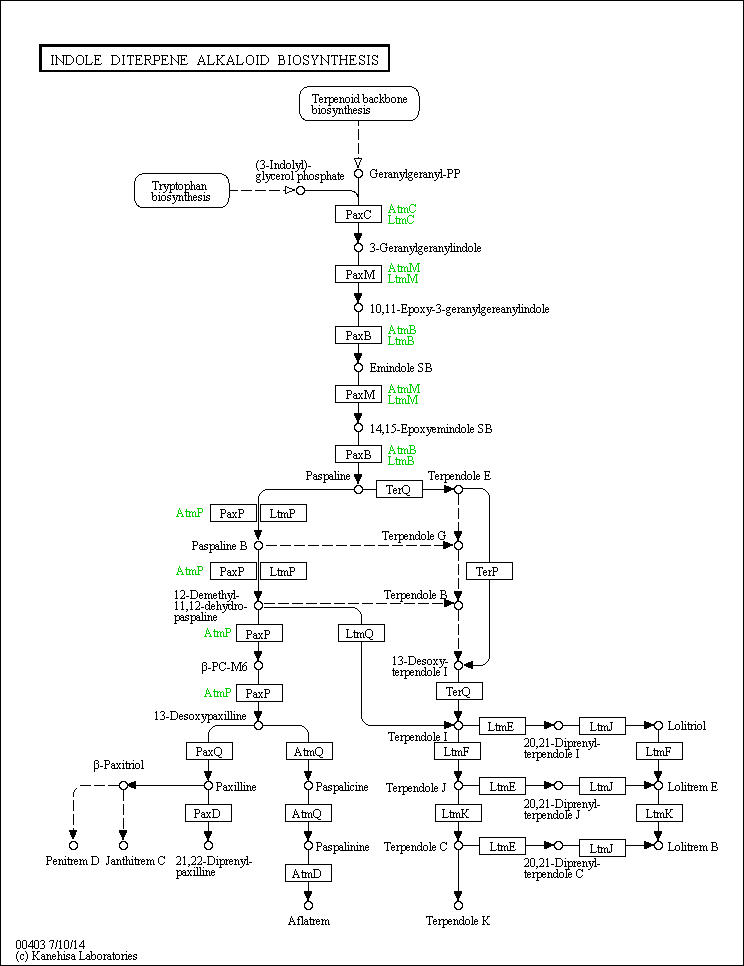 INDOLE DITERPENE ALKALOID BIOSYNTHESIS
Terpenoid backbone
biosynthesis
(3-Indolyl)-
glycerol phosphate
Geranylgeranyl-PP
Tryptophan
biosynthesis
PaxC
AtmC
LtmC
3-Geranylgeranylindole
PaxM
AtmM
LtmM
10,11-Epoxy-3-geranylgereanylindole
PaxB
AtmB
LtmB
Emindole SB
PaxM
AtmM
LtmM
14,15-Epoxyemindole SB
PaxB
AtmB
LtmB
Paspaline
TerQ
Terpendole E
AtmP
PaxP
LtmP
Paspaline B
Terpendole G
AtmP
PaxP
LtmP
TerP
12-Demethyl-
11,12-dehydro-
paspaline
Terpendole B
AtmP
PaxP
LtmQ
β-PC-M6
13-Desoxy-
terpendole I
AtmP
PaxP
TerQ
13-Desoxypaxilline
Terpendole I
LtmE
20,21-Diprenyl-
terpendole I
LtmJ
Lolitriol
PaxQ
AtmQ
LtmF
LtmF
β-Paxitriol
Paxilline
Paspalicine
Terpendole J
LtmE
20,21-Diprenyl-
terpendole J
LtmJ
Lolitrem E
PaxD
AtmQ
LtmK
LtmK
Penitrem D
Janthitrem C
21,22-Diprenyl-
paxilline
Paspalinine
Terpendole C
LtmE
20,21-Diprenyl-
terpendole C
LtmJ
Lolitrem B
AtmD
Aflatrem
Terpendole K
00403 7/10/14
(c) Kanehisa Laboratories